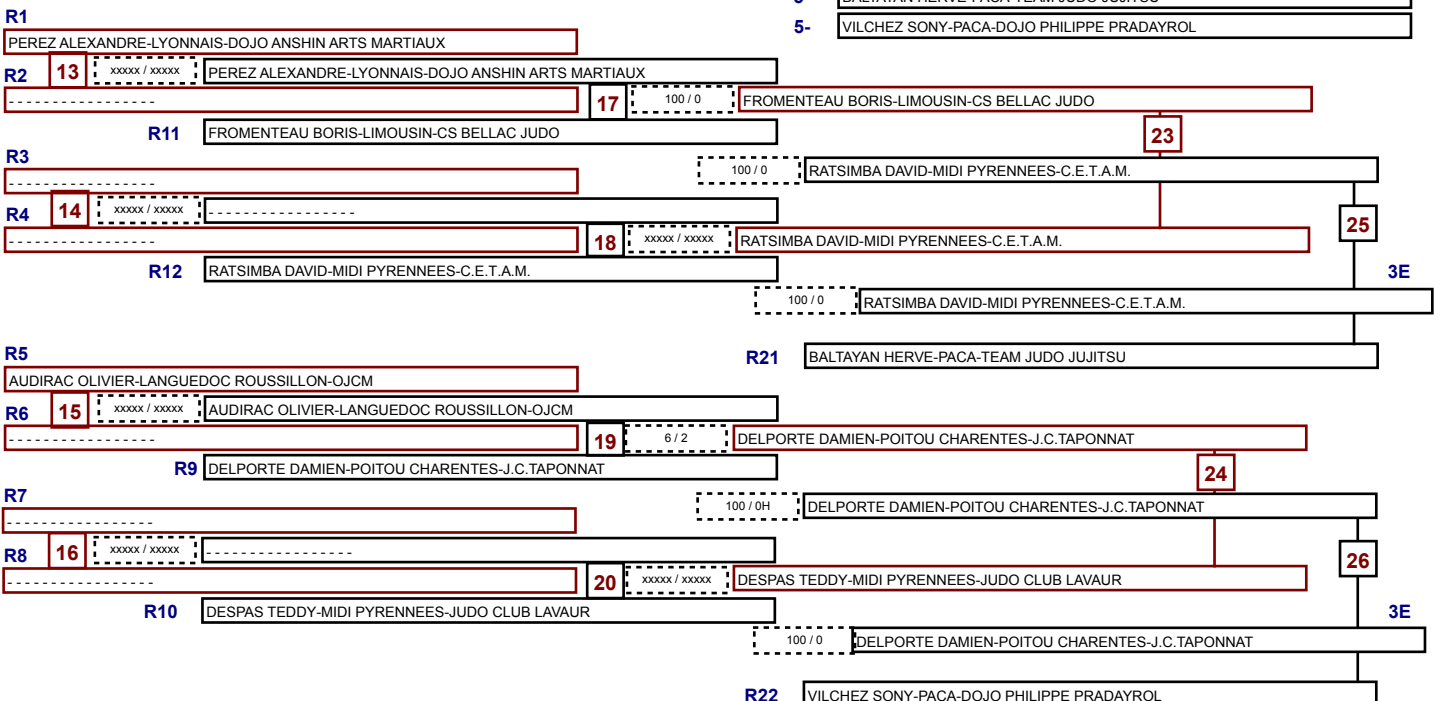 BALTAYAN HERVE-PACA-TEAM JUDO JUJITSU
5- VILCHEZ SONY-PACA-DOJO PHILIPPE PRADAYROL
R1
PEREZ ALEXANDRE-LYONNAIS-DOJO ANSHIN ARTS MARTIAUX
R2 13 xxxxx / xxxxx PEREZ ALEXANDRE-LYONNAIS-DOJO ANSHIN ARTS MARTIAUX
- - - - - - - - - - - - - - - - - 17 100 / 0 FROMENTEAU BORIS-LIMOUSIN-CS BELLAC JUDO
R11 FROMENTEAU BORIS-LIMOUSIN-CS BELLAC JUDO 23
R3
100 / 0 RATSIMBA DAVID-MIDI PYRENNEES-C.E.T.A.M.
- - - - - - - - - - - - - - - - -
R4 14 xxxxx / xxxxx - - - - - - - - - - - - - - - - - 25
- - - - - - - - - - - - - - - - - 18 xxxxx / xxxxx RATSIMBA DAVID-MIDI PYRENNEES-C.E.T.A.M.
R12 RATSIMBA DAVID-MIDI PYRENNEES-C.E.T.A.M. 3E
100 / 0 RATSIMBA DAVID-MIDI PYRENNEES-C.E.T.A.M.
R5
R21 BALTAYAN HERVE-PACA-TEAM JUDO JUJITSU
AUDIRAC OLIVIER-LANGUEDOC ROUSSILLON-OJCM
R6 15 xxxxx / xxxxx AUDIRAC OLIVIER-LANGUEDOC ROUSSILLON-OJCM
- - - - - - - - - - - - - - - - - 19 6 / 2 DELPORTE DAMIEN-POITOU CHARENTES-J.C.TAPONNAT
R9 DELPORTE DAMIEN-POITOU CHARENTES-J.C.TAPONNAT 24
R7
100 / 0H DELPORTE DAMIEN-POITOU CHARENTES-J.C.TAPONNAT
- - - - - - - - - - - - - - - - -
R8 16 xxxxx / xxxxx - - - - - - - - - - - - - - - - - 26
- - - - - - - - - - - - - - - - - 20 xxxxx / xxxxx DESPAS TEDDY-MIDI PYRENNEES-JUDO CLUB LAVAUR
R10 DESPAS TEDDY-MIDI PYRENNEES-JUDO CLUB LAVAUR 3E
100 / 0 DELPORTE DAMIEN-POITOU CHARENTES-J.C.TAPONNAT
R22 VILCHEZ SONY-PACA-DOJO PHILIPPE PRADAYROL